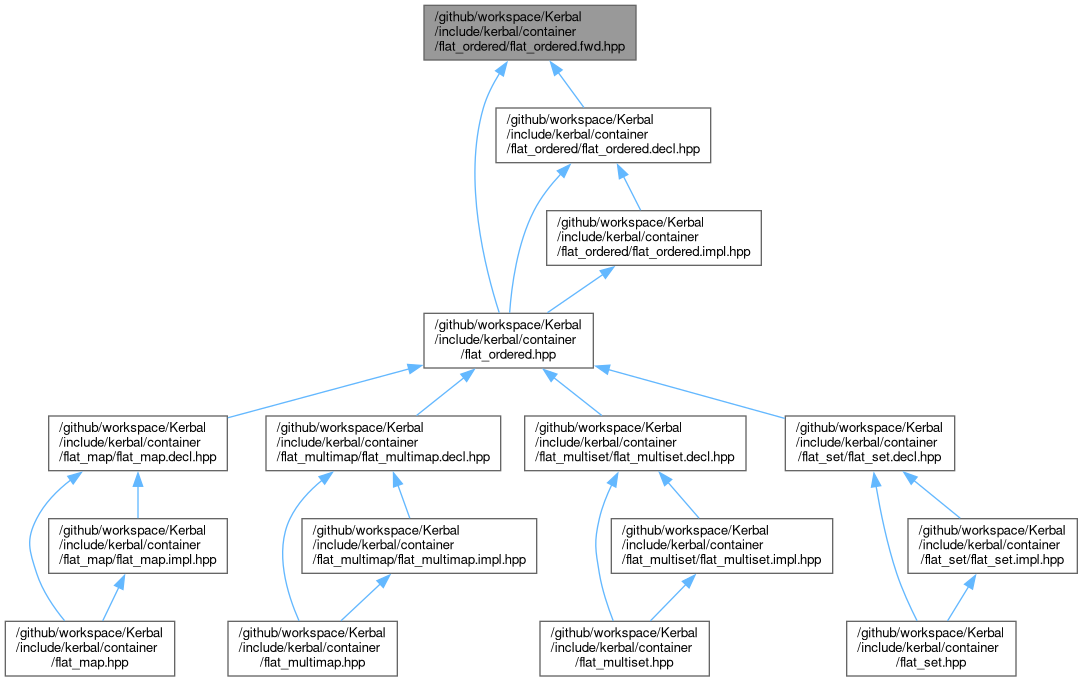 /github/workspace/Kerbal
/include/kerbal/container
/flat_ordered/flat_ordered.fwd.hpp
/github/workspace/Kerbal
/include/kerbal/container
/flat_ordered/flat_ordered.decl.hpp
/github/workspace/Kerbal
/include/kerbal/container
/flat_ordered/flat_ordered.impl.hpp
/github/workspace/Kerbal
/include/kerbal/container
/flat_ordered.hpp
/github/workspace/Kerbal
/include/kerbal/container
/flat_map/flat_map.decl.hpp
/github/workspace/Kerbal
/include/kerbal/container
/flat_multimap/flat_multimap.decl.hpp
/github/workspace/Kerbal
/include/kerbal/container
/flat_multiset/flat_multiset.decl.hpp
/github/workspace/Kerbal
/include/kerbal/container
/flat_set/flat_set.decl.hpp
/github/workspace/Kerbal
/include/kerbal/container
/flat_map/flat_map.impl.hpp
/github/workspace/Kerbal
/include/kerbal/container
/flat_multimap/flat_multimap.impl.hpp
/github/workspace/Kerbal
/include/kerbal/container
/flat_multiset/flat_multiset.impl.hpp
/github/workspace/Kerbal
/include/kerbal/container
/flat_set/flat_set.impl.hpp
/github/workspace/Kerbal
/include/kerbal/container
/flat_map.hpp
/github/workspace/Kerbal
/include/kerbal/container
/flat_multimap.hpp
/github/workspace/Kerbal
/include/kerbal/container
/flat_multiset.hpp
/github/workspace/Kerbal
/include/kerbal/container
/flat_set.hpp